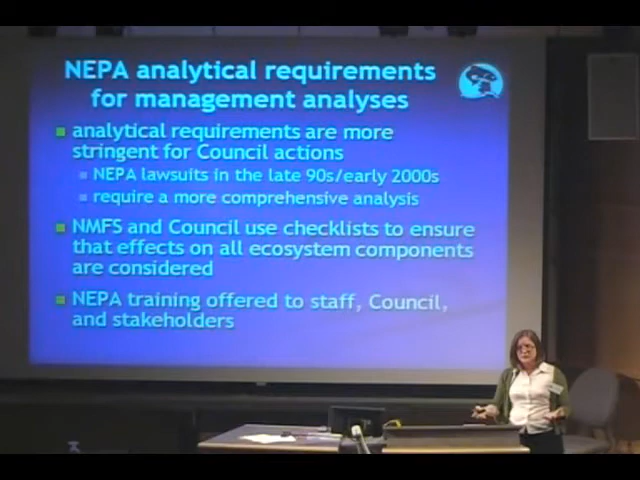 NEPA analytical requirements
for management analyses
analytical requirements are more
stringent for Council actions
NEPA lawsuits in the late 90s/early 2000s
require a more comprehensive analysis
NMFS and Council use checklists to ensure
that effects on all ecosystem components
are considered
NEPA training offered to staff, Council,
and stakeholders